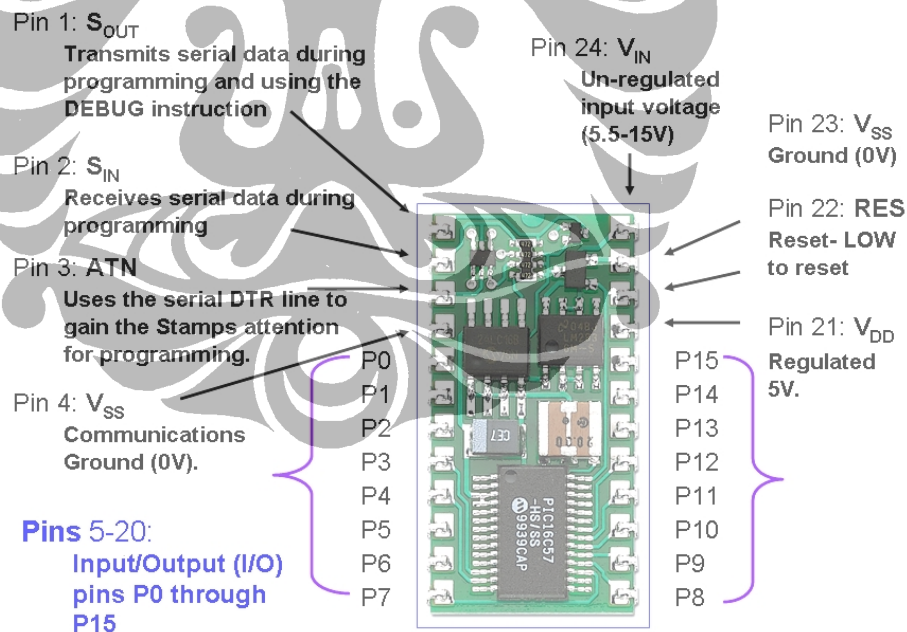 Pin 1: SOUT
Transmits serial data during
programming and using the
DEBUG instruction
Pin 2: SIN
Receives serial data during
programming
Pin 3: ATN
Uses the serial DTR line to
gain the Stamps attention
for programming.
Pin 4: VSS
Communications
Ground (0V).
Pins 5-20:
Input/Output (I/O)
pins P0 through
P15
P0
P1
P2
P3
P4
P5
P6
P7
Pin 24: VIN
Un-regulated
input voltage
(5.5-15V)
Pin 23: VSS
Ground (0V)
Pin 22: RES
Reset- LOW
to reset
Pin 21: VDD
Regulated
5V.
P15
P14
P13
P12
P11
P10
P9
P8
PIC16C57
-HS/SS
9939CAP